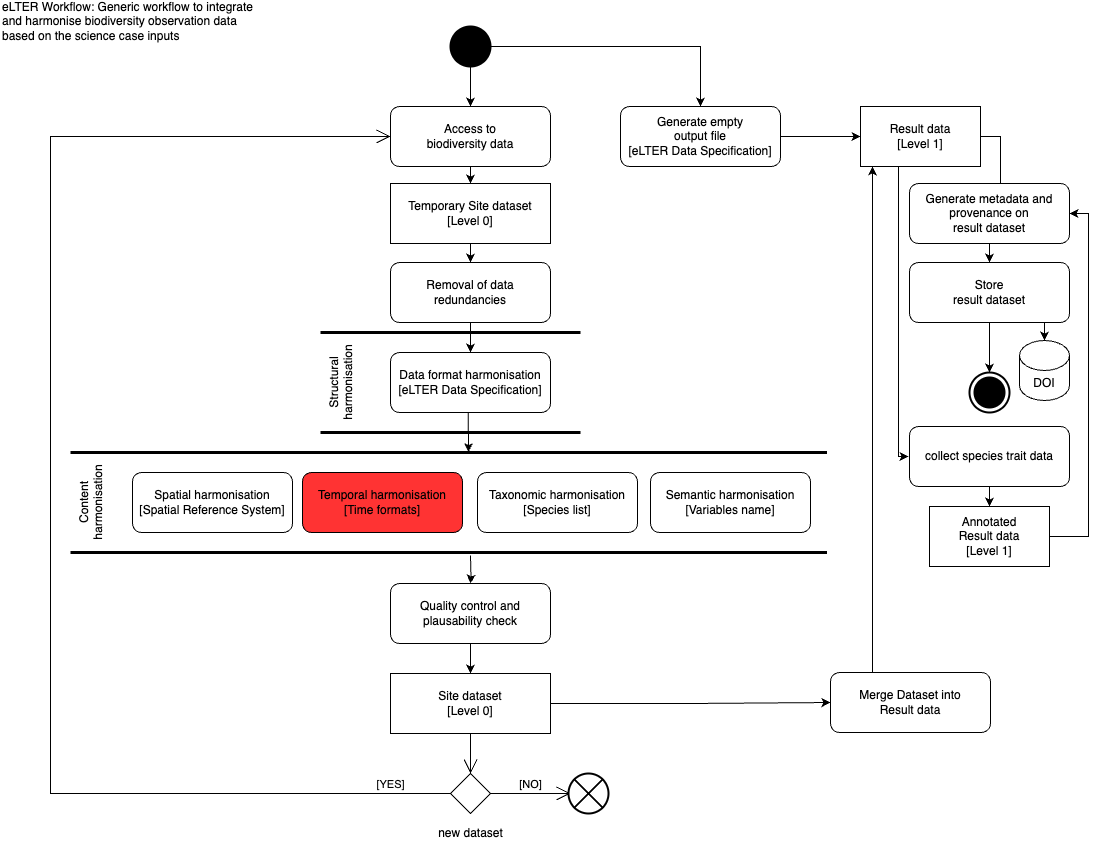 eLTER Workflow: Generic workflow to integrate
and harmonise biodiversity observation data
based on the science case inputs
Access to
biodiversity data
Generate empty
output file
[eLTER Data Specification]
Result data
[Level 1]
Temporary Site dataset
[Level 0]
Generate metadata and
provenance on
result dataset
Removal of data
redundancies
Store
result dataset
Structural
harmonisation
Data format harmonisation
[eLTER Data Specification]
DOI
collect species trait data
Content
harmonisation
Spatial harmonisation
[Spatial Reference System]
Temporal harmonisation
[Time formats]
Taxonomic harmonisation
[Species list]
Semantic harmonisation
[Variables name]
Annotated
Result data
[Level 1]
Quality control and
plausability check
Site dataset
[Level 0]
Merge Dataset into
Result data
[YES]
[NO]
new dataset